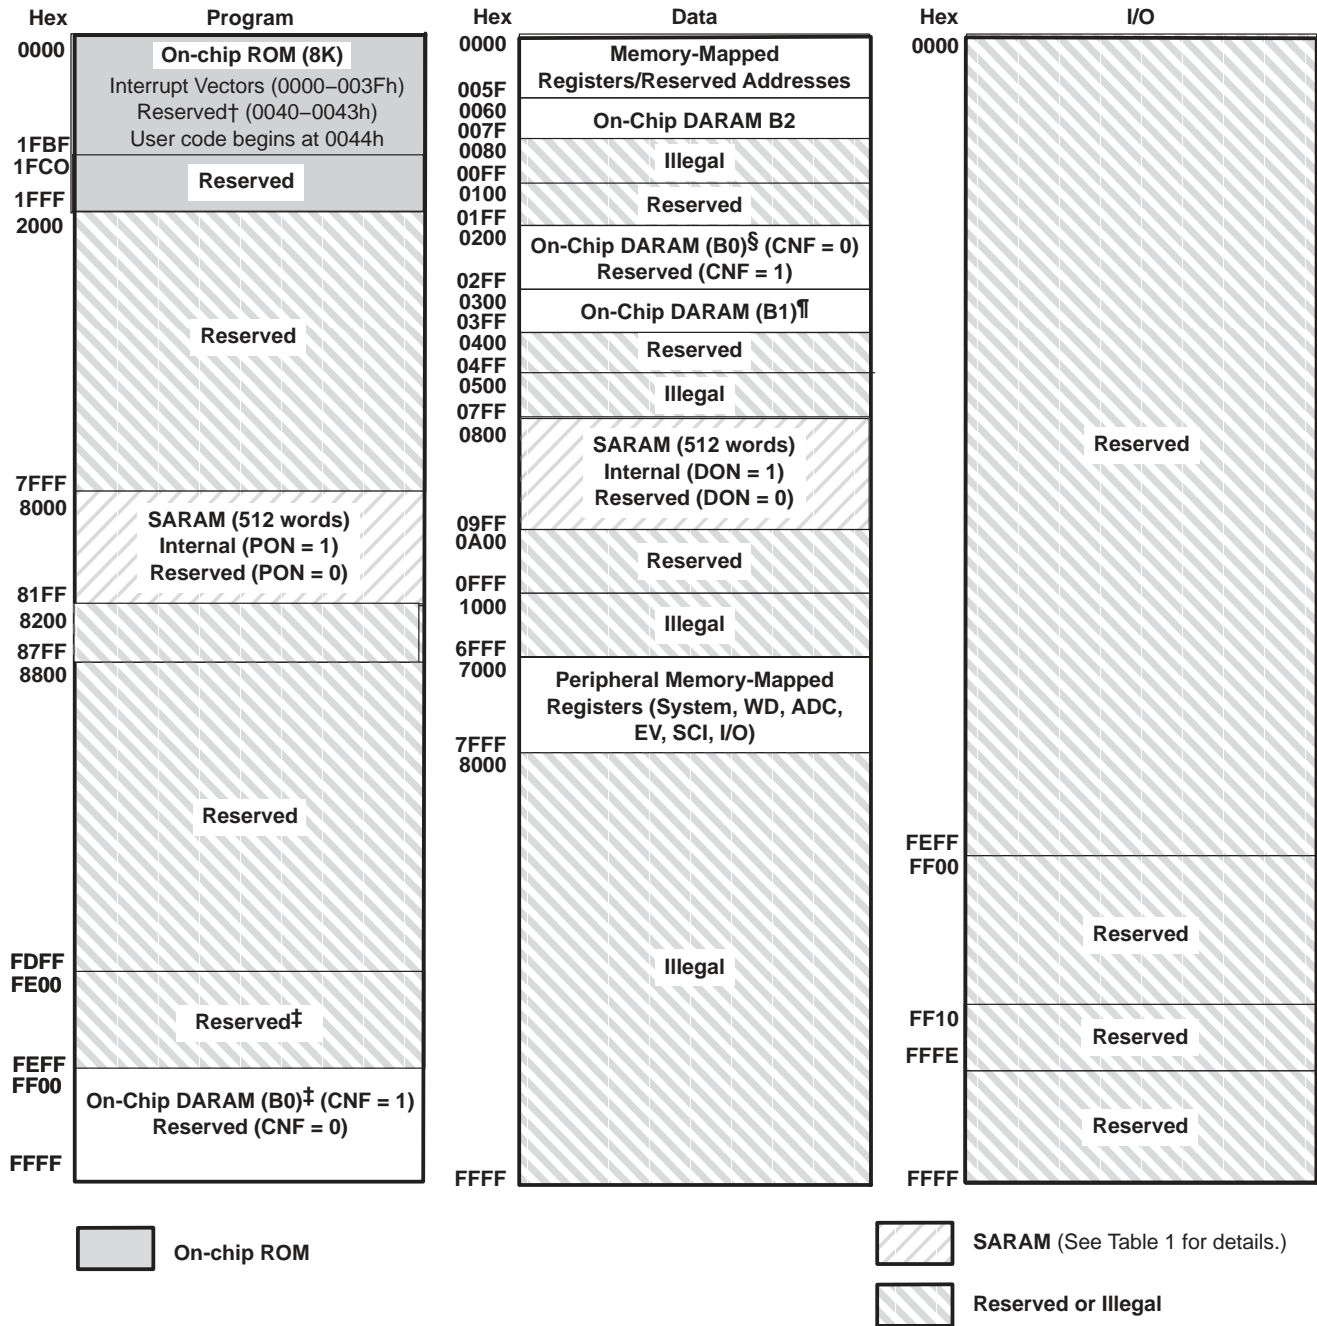 Hex Program
0000
On-chip ROM (8K)
Interrupt Vectors (0000–003Fh)
Reserved† (0040–0043h)
User code begins at 0044h
1FBF
1FCO
Reserved
1FFF
2000
Reserved
7FFF
8000
SARAM (512 words)
Internal (PON = 1)
Reserved (PON = 0)
81FF
8200
87FF
8800
Reserved
FDFF
FE00
Reserved‡
FEFF
FF00
On-Chip DARAM (B0)‡ (CNF = 1)
Reserved (CNF = 0)
FFFF
Hex Data
0000
Memory-Mapped
Registers/Reserved Addresses
005F
0060
On-Chip DARAM B2
007F
0080
Illegal
00FF
0100
Reserved
01FF
0200
On-Chip DARAM (B0)§ (CNF = 0)
Reserved (CNF = 1)
02FF
0300
On-Chip DARAM (B1)¶
03FF
0400
Reserved
04FF
0500
Illegal
07FF
0800
SARAM (512 words)
Internal (DON = 1)
Reserved (DON = 0)
09FF
0A00
Reserved
0FFF
1000
Illegal
6FFF
7000
Peripheral Memory-Mapped
Registers (System, WD, ADC,
EV, SCI, I/O)
7FFF
8000
Illegal
FFFF
Hex I/O
0000
Reserved
FEFF
FF00
Reserved
FF10
Reserved
FFFE
Reserved
FFFF
On-chip ROM
SARAM (See Table 1 for details.)
Reserved or Illegal